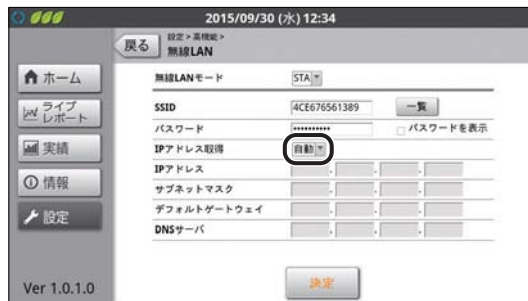 2015/09/30 (水) 12:34
戻る
設定 > 高機能 >
無線LAN
ホーム
ライブ
レポート
実績
情報
設定
Ver 1.0.1.0
無線LANモード STA
SSID 4CE676561389 一覧
パスワード ********** パスワードを表示
IPアドレス取得 自動
IPアドレス . . .
サブネットマスク . . .
デフォルトゲートウェイ . . .
DNSサーバ . . .
決定